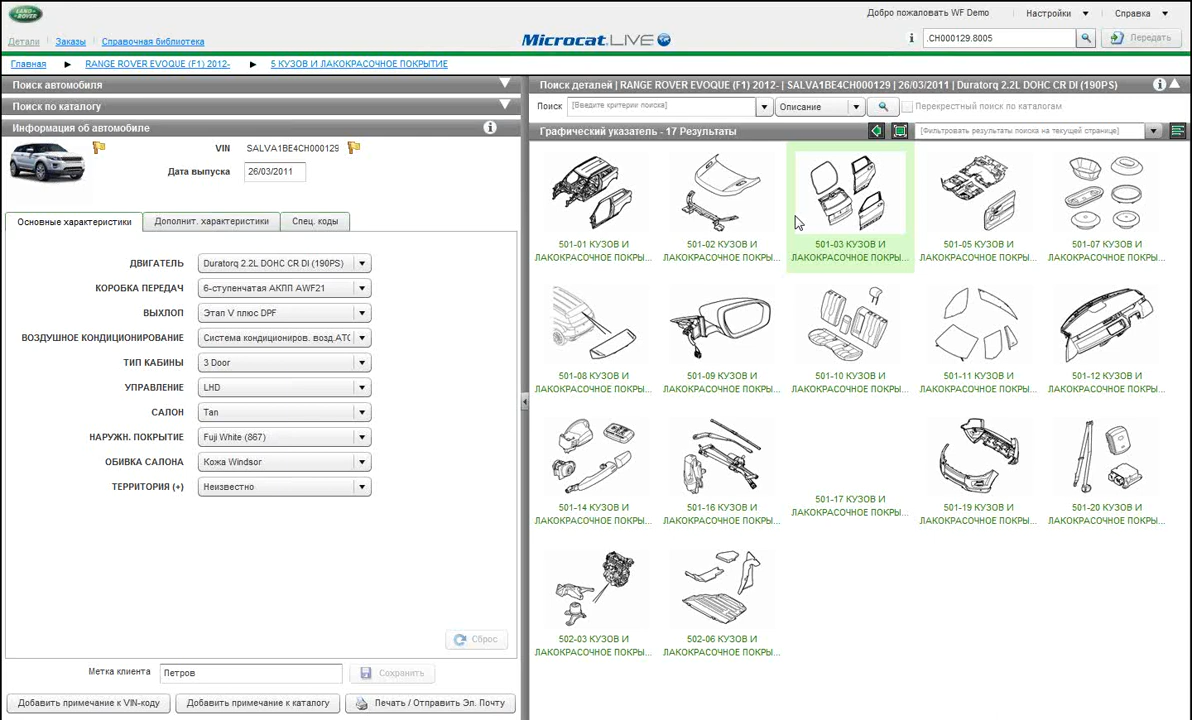 LAND-
ROVER
Добро пожаловать WF Demo
Настройки
Справка
Детали
Заказы
Справочная библиотека
Microcat.LIVE
.CH000129.8005
Передать
Главная
RANGE ROVER EVOQUE (F1) 2012-
5 КУЗОВ И ЛАКОКРАСОЧНОЕ ПОКРЫТИЕ
Поиск автомобиля
Поиск по каталогу
Информация об автомобиле
VIN SALVA1BE4CH000129
Дата выпуска 26/03/2011
Основные характеристики
Дополнит. характеристики
Спец. коды
ДВИГАТЕЛЬ Duratorq 2.2L DOHC CR DI (190PS)
КОРОБКА ПЕРЕДАЧ 6-ступенчатая АКПП AWF21
ВЫХЛОП Этап V плюс DPF
ВОЗДУШНОЕ КОНДИЦИОНИРОВАНИЕ Система кондициониров. возд.ATC
ТИП КАБИНЫ 3 Door
УПРАВЛЕНИЕ LHD
САЛОН Tan
НАРУЖН. ПОКРЫТИЕ Fuji White (867)
ОБИВКА САЛОНА Кожа Windsor
ТЕРРИТОРИЯ (+) Неизвестно
Сброс
Метка клиента Петров
Сохранить
Добавить примечание к VIN-коду
Добавить примечание к каталогу
Печать / Отправить Эл. Почту
Поиск деталей | RANGE ROVER EVOQUE (F1) 2012- | SALVA1BE4CH000129 | 26/03/2011 | Duratorq 2.2L DOHC CR DI (190PS)
Поиск [Введите критерии поиска] Описание Перекрестный поиск по каталогам
Графический указатель - 17 Результаты
[Фильтровать результаты поиска на текущей странице]
501-01 КУЗОВ И
ЛАКОКРАСОЧНОЕ ПОКРЫ...
501-02 КУЗОВ И
ЛАКОКРАСОЧНОЕ ПОКРЫ...
501-03 КУЗОВ И
ЛАКОКРАСОЧНОЕ ПОКРЫ...
501-05 КУЗОВ И
ЛАКОКРАСОЧНОЕ ПОКРЫ...
501-07 КУЗОВ И
ЛАКОКРАСОЧНОЕ ПОКРЫ...
501-08 КУЗОВ И
ЛАКОКРАСОЧНОЕ ПОКРЫ...
501-09 КУЗОВ И
ЛАКОКРАСОЧНОЕ ПОКРЫ...
501-10 КУЗОВ И
ЛАКОКРАСОЧНОЕ ПОКРЫ...
501-11 КУЗОВ И
ЛАКОКРАСОЧНОЕ ПОКРЫ...
501-12 КУЗОВ И
ЛАКОКРАСОЧНОЕ ПОКРЫ...
501-14 КУЗОВ И
ЛАКОКРАСОЧНОЕ ПОКРЫ...
501-16 КУЗОВ И
ЛАКОКРАСОЧНОЕ ПОКРЫ...
501-17 КУЗОВ И
ЛАКОКРАСОЧНОЕ ПОКРЫ...
501-19 КУЗОВ И
ЛАКОКРАСОЧНОЕ ПОКРЫ...
501-20 КУЗОВ И
ЛАКОКРАСОЧНОЕ ПОКРЫ...
502-03 КУЗОВ И
ЛАКОКРАСОЧНОЕ ПОКРЫ...
502-06 КУЗОВ И
ЛАКОКРАСОЧНОЕ ПОКРЫ...